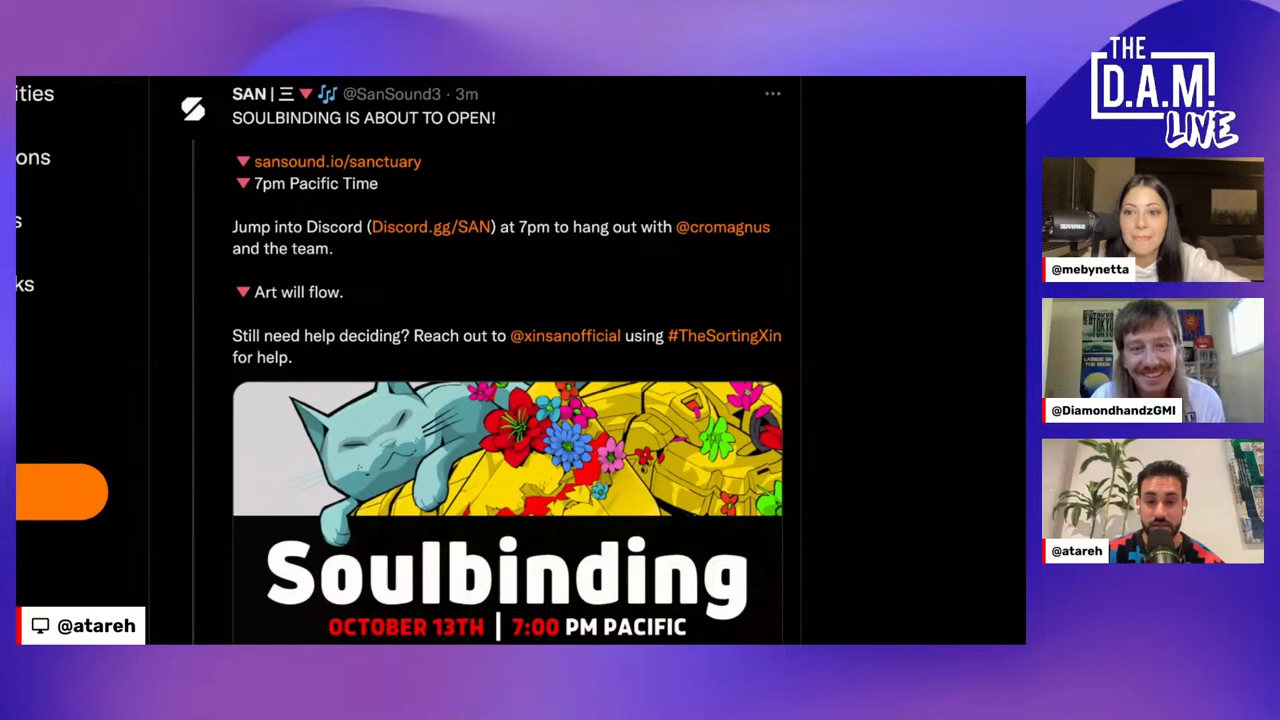 THE
D.A.M!
LIVE
ities
ons
s
ks
SAN | 三🔻🎶 @SanSound3 · 3m
SOULBINDING IS ABOUT TO OPEN!
🔻 sansound.io/sanctuary
🔻 7pm Pacific Time
Jump into Discord (Discord.gg/SAN) at 7pm to hang out with @cromagnus
and the team.
🔻 Art will flow.
Still need help deciding? Reach out to @xinsanofficial using #TheSortingXin
for help.
Soulbinding
OCTOBER 13TH | 7:00 PM PACIFIC
@atareh
@mebynetta
@DiamondhandzGMI
@atareh